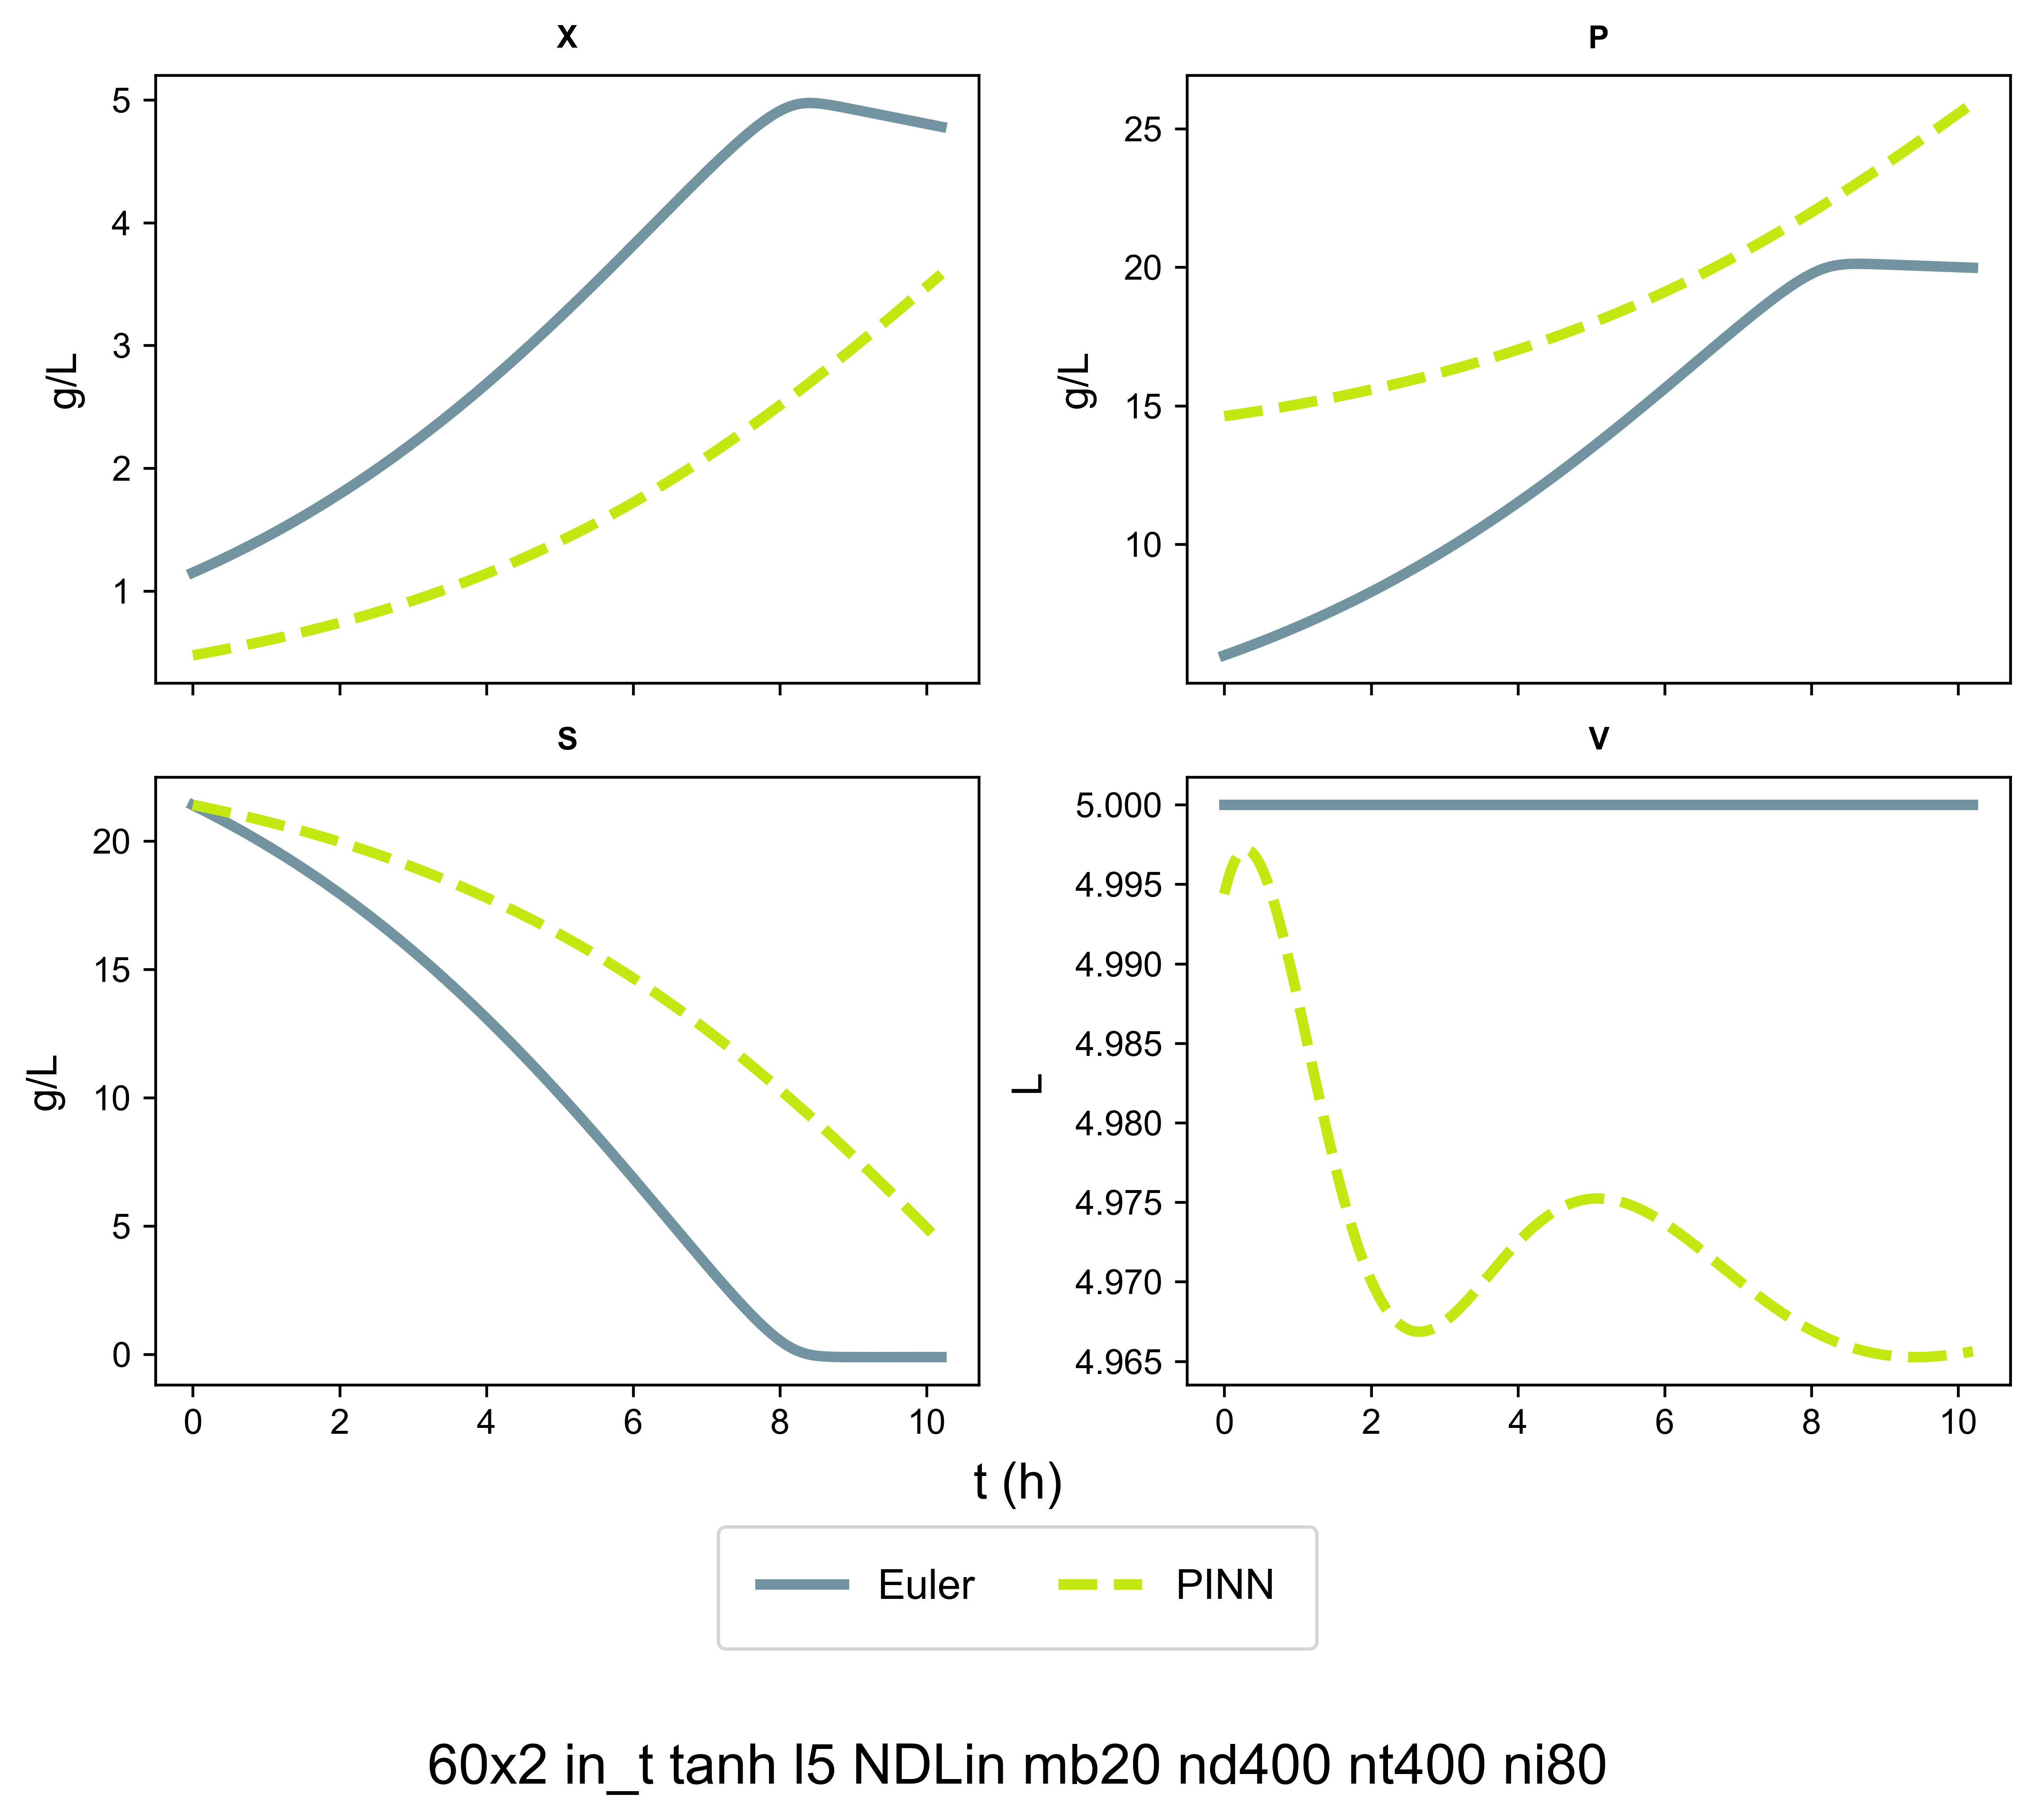 X
P
5
4
3
2
1
g/L
25
20
15
10
g/L
S
V
20
15
10
5
0
g/L
0 2 4 6 8 10
5.000
4.995
4.990
4.985
4.980
4.975
4.970
4.965
L
0 2 4 6 8 10
t (h)
Euler PINN
60x2 in_t tanh l5 NDLin mb20 nd400 nt400 ni80